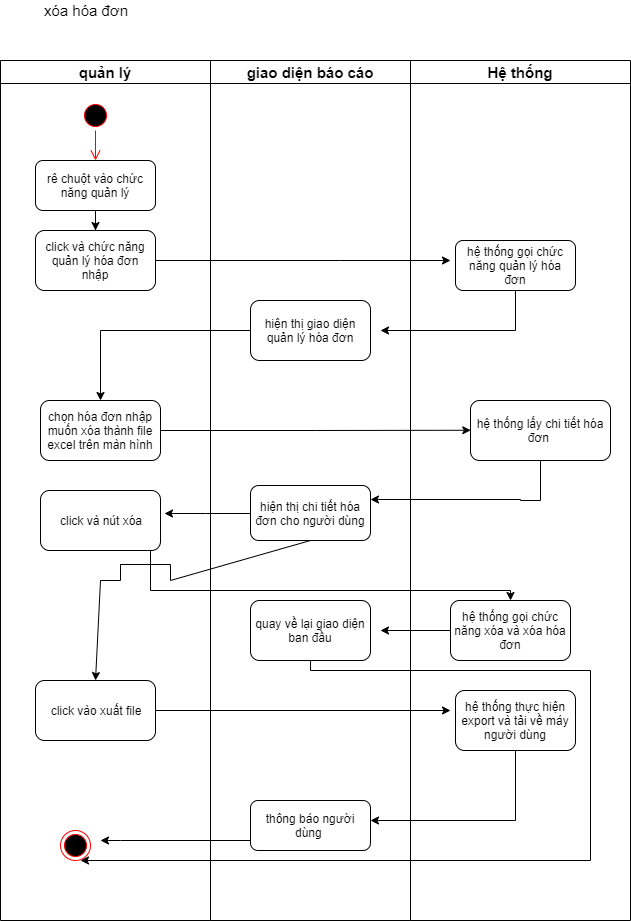 xóa hóa đơn
quản lý
giao diện báo cáo
Hệ thống
rê chuột vào chức
năng quản lý
click và chức năng
quản lý hóa đơn
nhập
hệ thống gọi chức
năng quản lý hóa
đơn
hiện thị giao diện
quản lý hóa đơn
chọn hóa đơn nhập
muốn xóa thành file
excel trên màn hình
hệ thống lấy chi tiết hóa
đơn
hiện thị chi tiết hóa
đơn cho người dùng
click và nút xóa
quay về lại giao diện
ban đầu
hệ thống gọi chức
năng xóa và xóa hóa
đơn
click vào xuất file
hệ thống thực hiện
export và tải về máy
người dùng
thông báo người
dùng